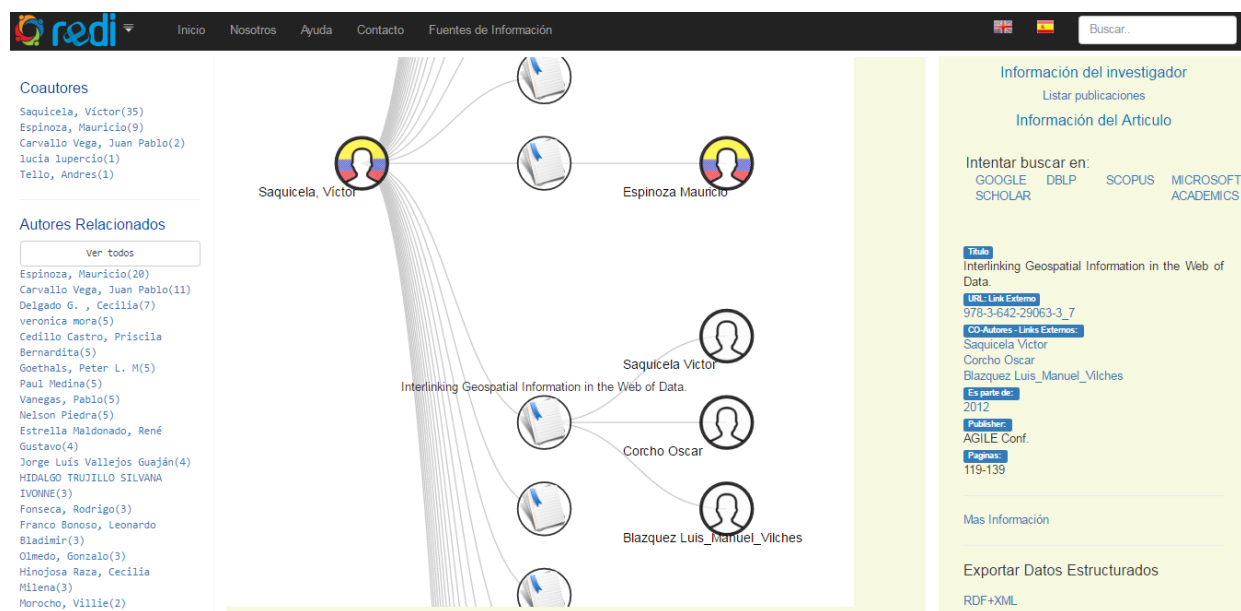 redi
Inicio Nosotros Ayuda Contacto Fuentes de Información
Buscar..
Coautores
Saquicela, Víctor(35)
Espinoza, Mauricio(9)
Carvallo Vega, Juan Pablo(2)
lucia lupercio(1)
Tello, Andres(1)
Autores Relacionados
Ver todos
Espinoza, Mauricio(20)
Carvallo Vega, Juan Pablo(11)
Delgado G. , Cecilia(7)
veronica mora(5)
Cedillo Castro, Priscila
Bernardita(5)
Goethals, Peter L. M(5)
Paul Medina(5)
Vanegas, Pablo(5)
Nelson Piedra(5)
Estrella Maldonado, René
Gustavo(4)
Jorge Luís Vallejos Guaján(4)
HIDALGO TRUJILLO SILVANA
IVONNE(3)
Fonseca, Rodrigo(3)
Franco Bonoso, Leonardo
Bladimir(3)
Olmedo, Gonzalo(3)
Hinojosa Raza, Cecilia
Milena(3)
Morocho, Villie(2)
Saquicela, Víctor
Espinoza Mauricio
Saquicela Victor
Interlinking Geospatial Information in the Web of Data.
Corcho Oscar
Blazquez Luis_Manuel_Vilches
Información del investigador
Listar publicaciones
Información del Articulo
Intentar buscar en:
GOOGLE DBLP SCOPUS MICROSOFT
SCHOLAR ACADEMICS
Titulo
Interlinking Geospatial Information in the Web of
Data.
URL: Link Externo
978-3-642-29063-3_7
CO-Autores - Links Externos:
Saquicela Victor
Corcho Oscar
Blazquez Luis_Manuel_Vilches
Es parte de:
2012
Publisher:
AGILE Conf.
Paginas:
119-139
Mas Información
Exportar Datos Estructurados
RDF+XML